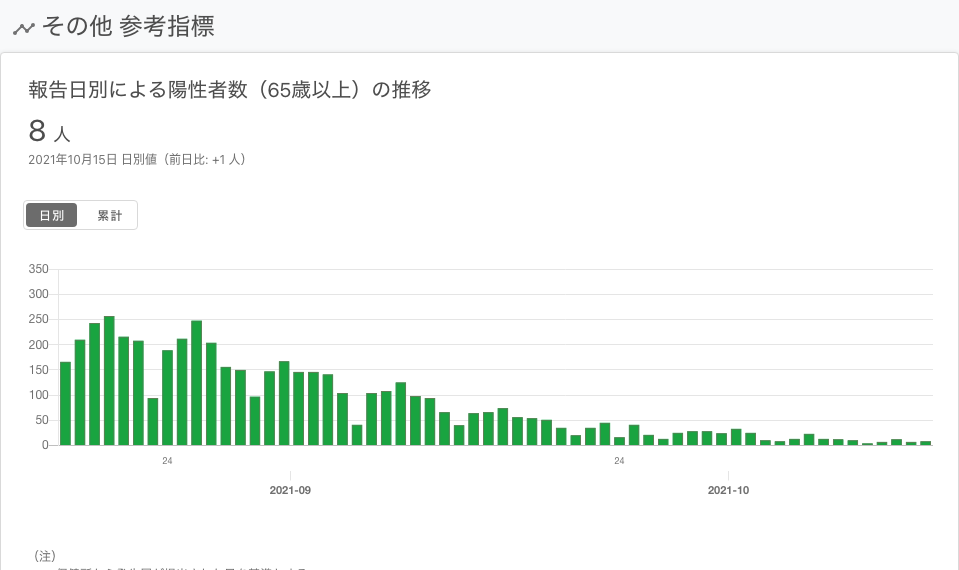 その他 参考指標
報告日別による陽性者数（65歳以上）の推移
8 人
2021年10月15日 日別値（前日比: +1 人）
日別 累計
350
300
250
200
150
100
50
0
24 24
2021-09 2021-10
（注）